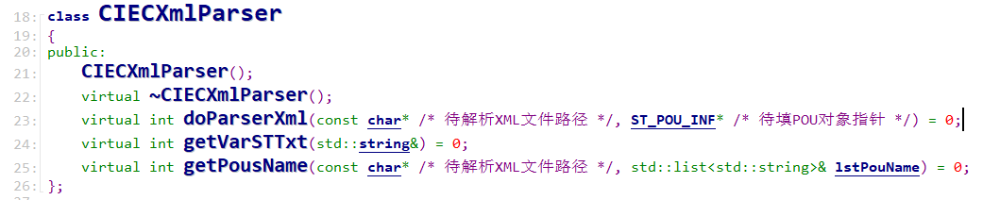 18: class CIECXmlParser
19: {
20: public:
21: CIECXmlParser();
22: virtual ~CIECXmlParser();
23: virtual int doParserXml(const char* /* 待解析XML文件路径 */, ST_POU_INF* /* 待填POU对象指针 */) = 0;
24: virtual int getVarSTTxt(std::string&) = 0;
25: virtual int getPousName(const char* /* 待解析XML文件路径 */, std::list<std::string>& lstPouName) = 0;
26: };